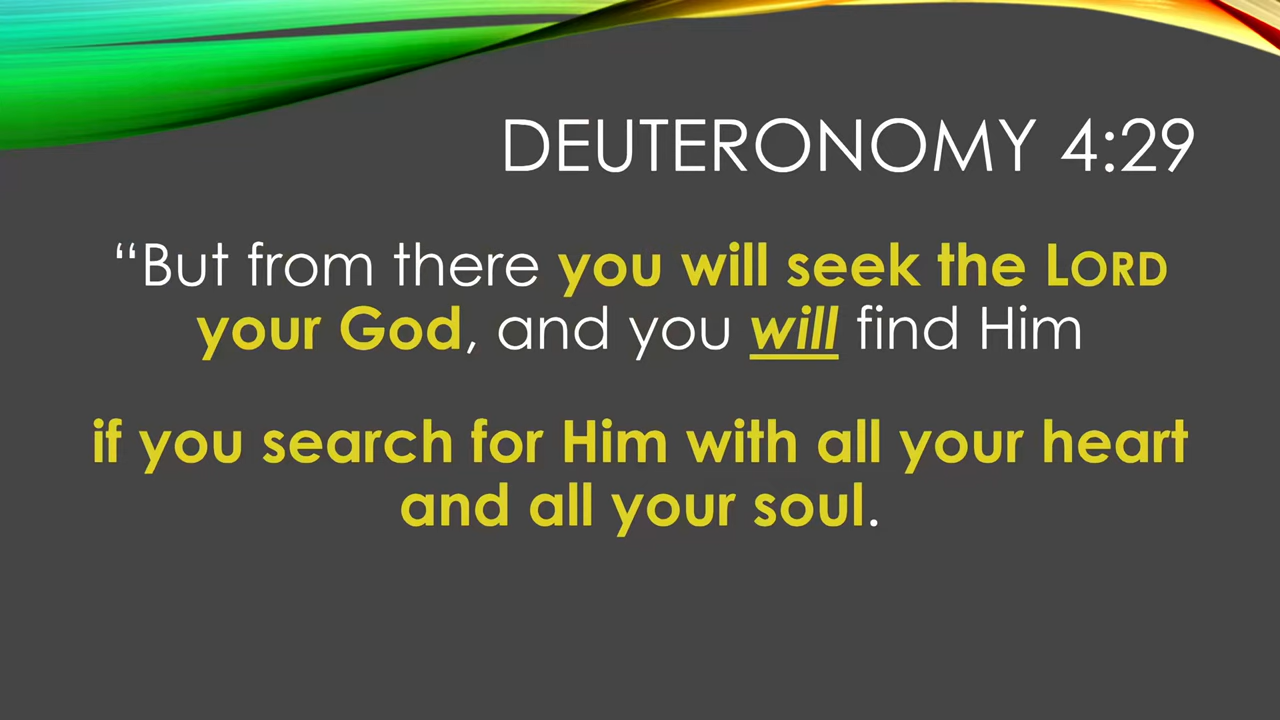 DEUTERONOMY 4:29
“But from there you will seek the LORD
your God, and you will find Him
if you search for Him with all your heart
and all your soul.